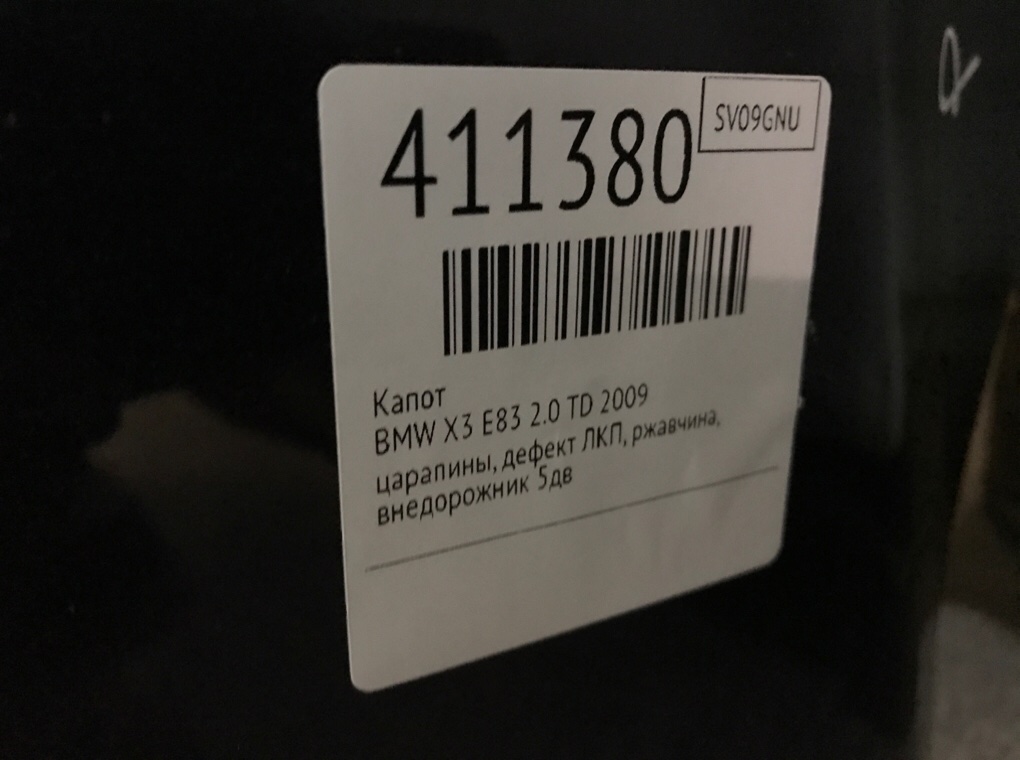 411380
SV09GNU
Капот
BMW X3 E83 2.0 TD 2009
царапины, дефект ЛКП, ржавчина,
внедорожник 5дв